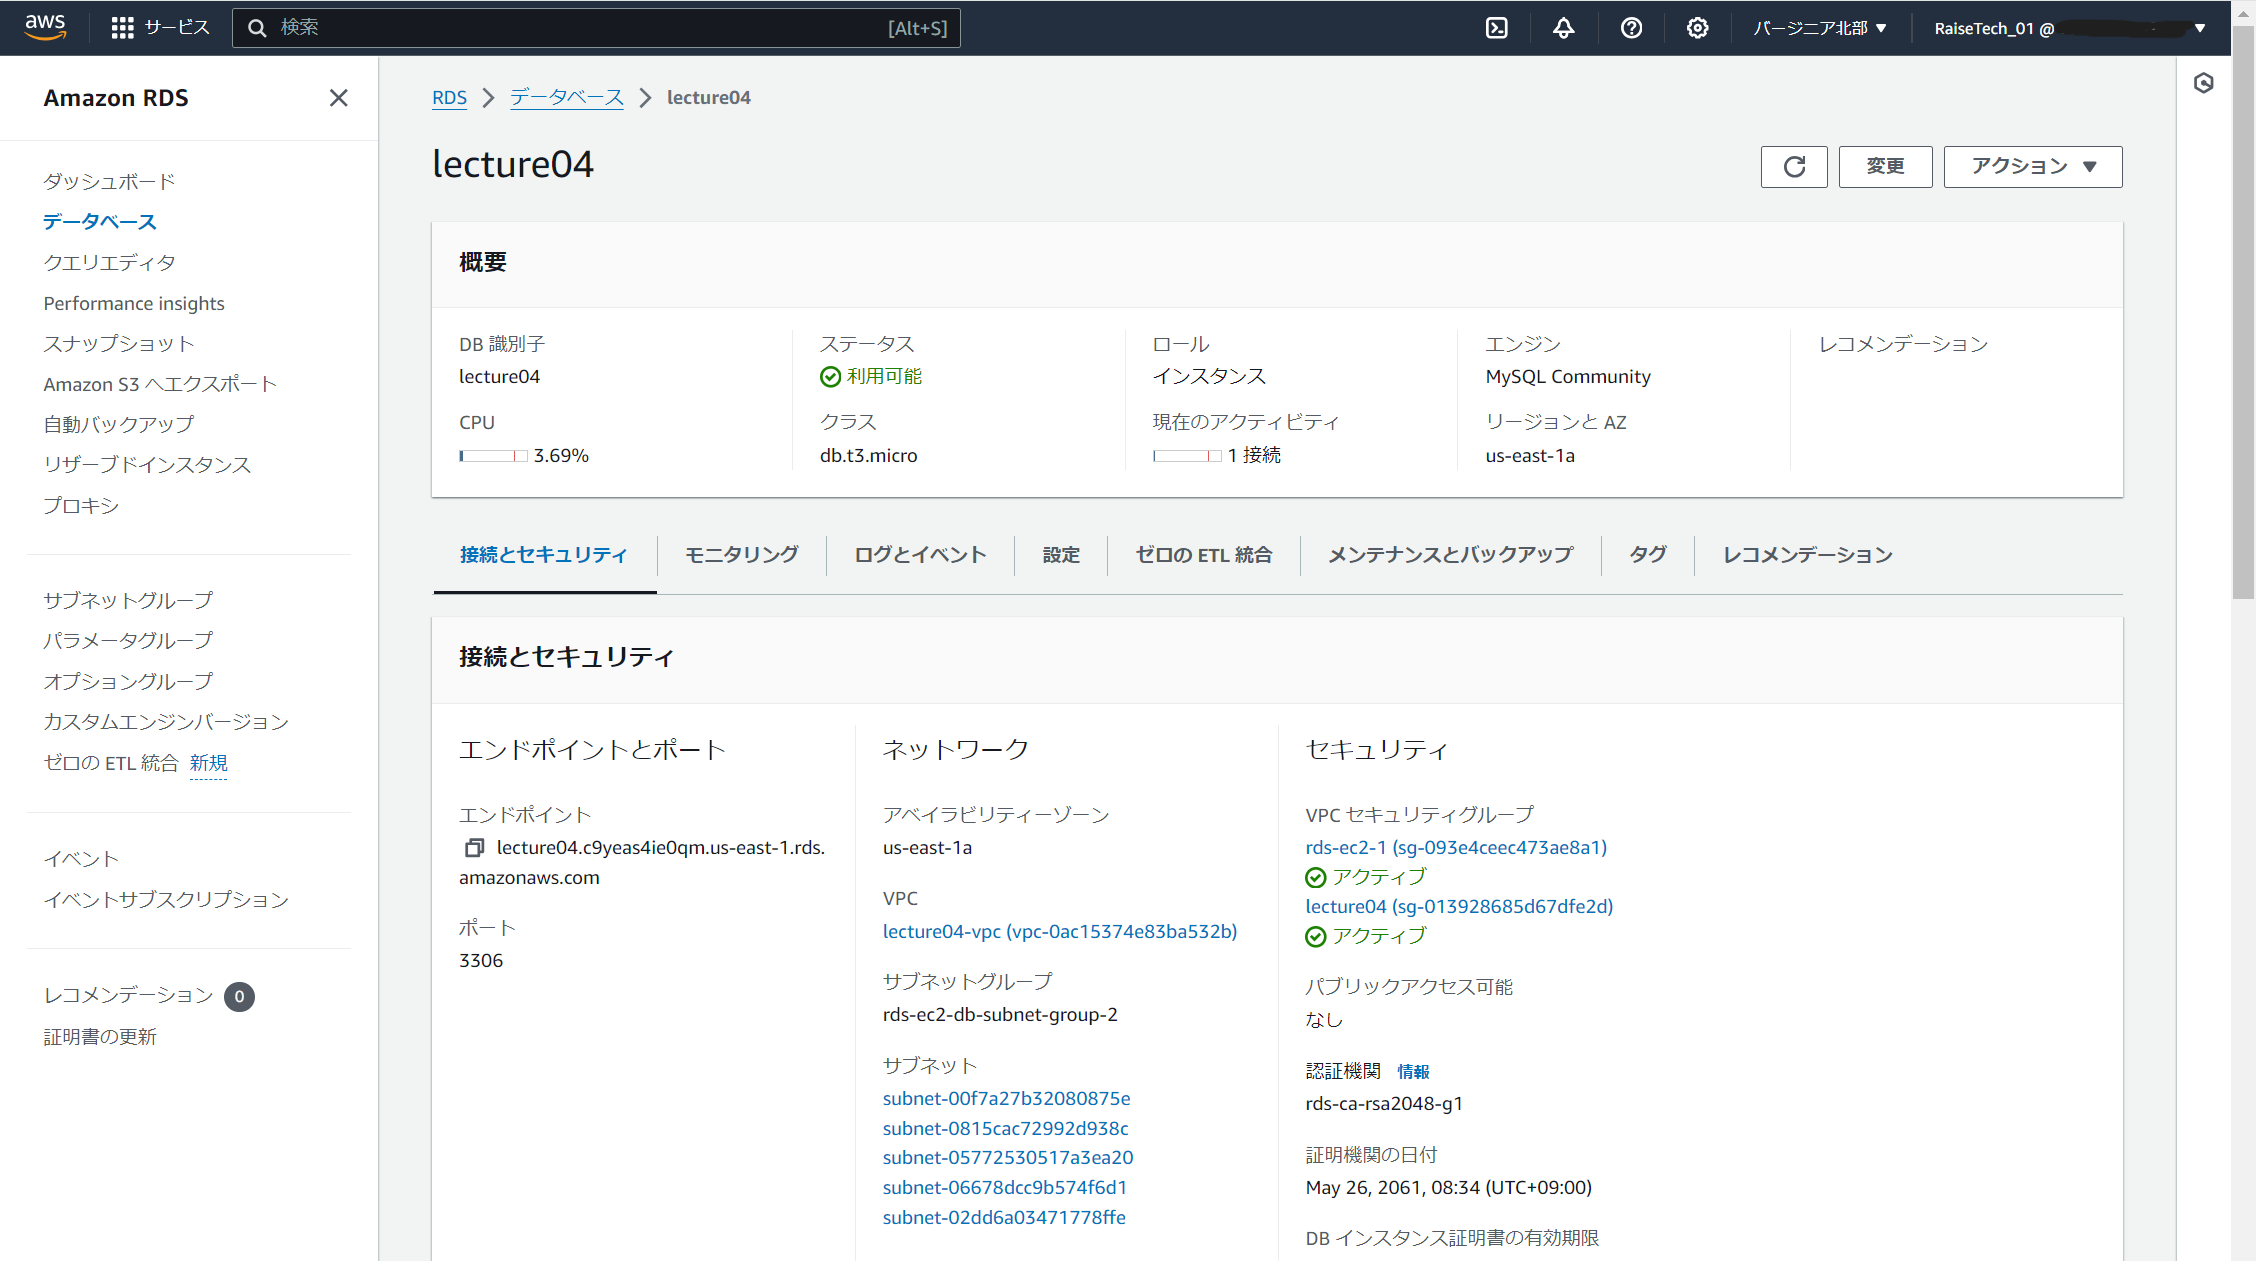 aws
サービス
検索
[Alt+S]
バージニア北部 ▼
RaiseTech_01 @
Amazon RDS
ダッシュボード
データベース
クエリエディタ
Performance insights
スナップショット
Amazon S3 へエクスポート
自動バックアップ
リザーブドインスタンス
プロキシ
サブネットグループ
パラメータグループ
オプショングループ
カスタムエンジンバージョン
ゼロの ETL 統合 新規
イベント
イベントサブスクリプション
レコメンデーション 0
証明書の更新
RDS > データベース > lecture04
lecture04
変更
アクション ▼
概要
DB 識別子
lecture04
CPU
3.69%
ステータス
利用可能
クラス
db.t3.micro
ロール
インスタンス
現在のアクティビティ
1 接続
エンジン
MySQL Community
リージョンと AZ
us-east-1a
レコメンデーション
接続とセキュリティ
モニタリング
ログとイベント
設定
ゼロの ETL 統合
メンテナンスとバックアップ
タグ
レコメンデーション
接続とセキュリティ
エンドポイントとポート
エンドポイント
lecture04.c9yeas4ie0qm.us-east-1.rds.
amazonaws.com
ポート
3306
ネットワーク
アベイラビリティーゾーン
us-east-1a
VPC
lecture04-vpc (vpc-0ac15374e83ba532b)
サブネットグループ
rds-ec2-db-subnet-group-2
サブネット
subnet-00f7a27b32080875e
subnet-0815cac72992d938c
subnet-05772530517a3ea20
subnet-06678dcc9b574f6d1
subnet-02dd6a03471778ffe
セキュリティ
VPC セキュリティグループ
rds-ec2-1 (sg-093e4ceec473ae8a1)
アクティブ
lecture04 (sg-013928685d67dfe2d)
アクティブ
パブリックアクセス可能
なし
認証機関 情報
rds-ca-rsa2048-g1
証明機関の日付
May 26, 2061, 08:34 (UTC+09:00)
DB インスタンス証明書の有効期限